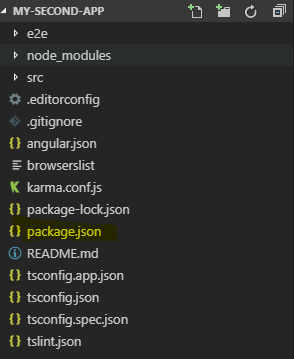 MY-SECOND-APP
e2e
node_modules
src
.editorconfig
.gitignore
angular.json
browserslist
karma.conf.js
package-lock.json
package.json
README.md
tsconfig.app.json
tsconfig.json
tsconfig.spec.json
tslint.json